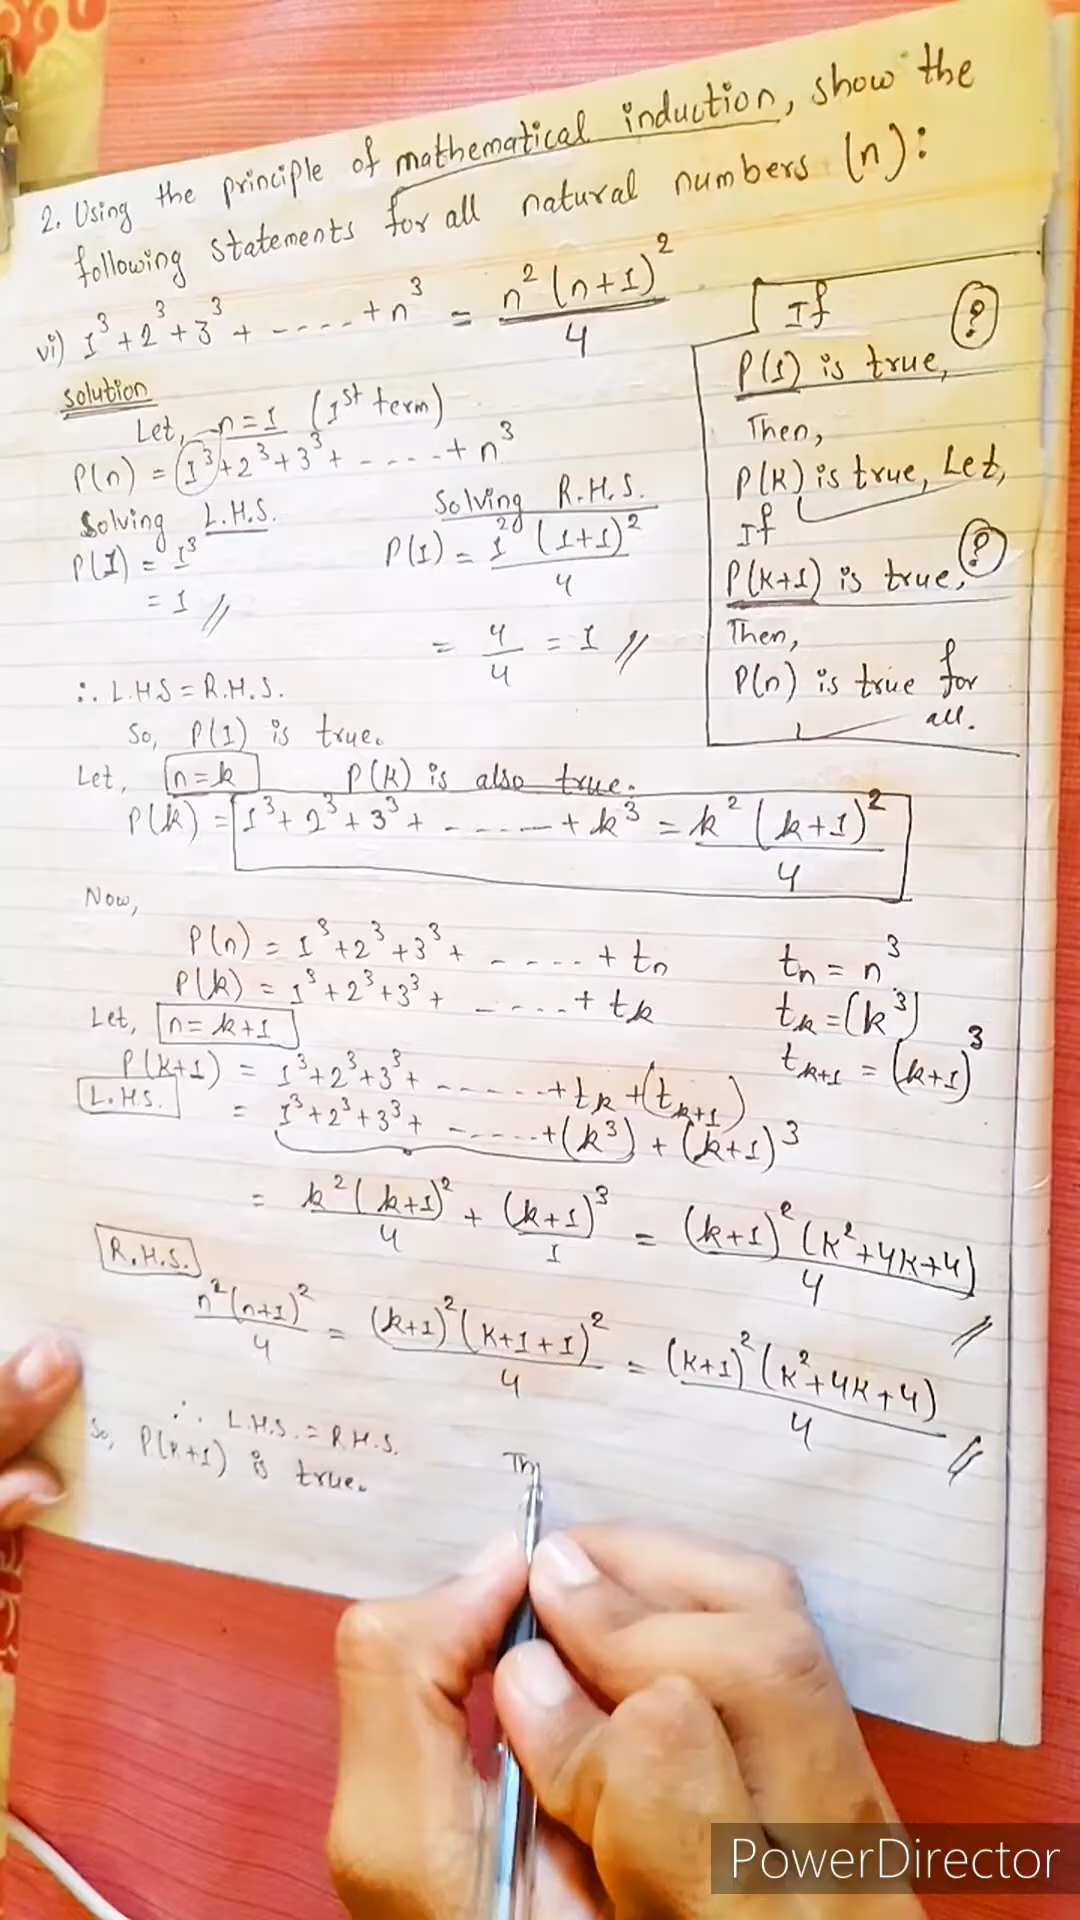 2. Using the principle of mathematical induction, show the
following statements for all natural numbers (n):
vi) 1³ + 2³ + 3³ + ----- + n³ = n²(n+1)²/4
Solution
Let, n = 1 (1st term)
P(n) = 1³ + 2³ + 3³ + ----- + n³
Solving L.H.S.
P(1) = 1³
= 1 //
Solving R.H.S.
P(1) = 1²(1+1)²/4
= 4/4 = 1 //
∴ L.H.S = R.H.S.
So, P(1) is true.
If
?
P(1) is true,
Then,
P(k) is true, Let,
If
?
P(k+1) is true,
Then,
P(n) is true for
all.
Let, n = k P(k) is also true.
P(k) = 1³ + 2³ + 3³ + ----- + k³ = k²(k+1)²/4
Now,
P(n) = 1³ + 2³ + 3³ + ----- + tn
P(k) = 1³ + 2³ + 3³ + ----- + tk
tn = n³
tk = (k³)
tk+1 = (k+1)³
Let, n = k+1
P(k+1) = 1³ + 2³ + 3³ + ----- + tk + (tk+1)
L.H.S.
= 1³ + 2³ + 3³ + ----- + (k³) + (k+1)³
= k²(k+1)²/4 + (k+1)³/1 = (k+1)²(k²+4k+4)/4 //
R.H.S.
n²(n+1)²/4 = (k+1)²(k+1+1)²/4 = (k+1)²(k²+4k+4)/4 //
∴ L.H.S. = R.H.S.
So, P(k+1) is true. Th
PowerDirector